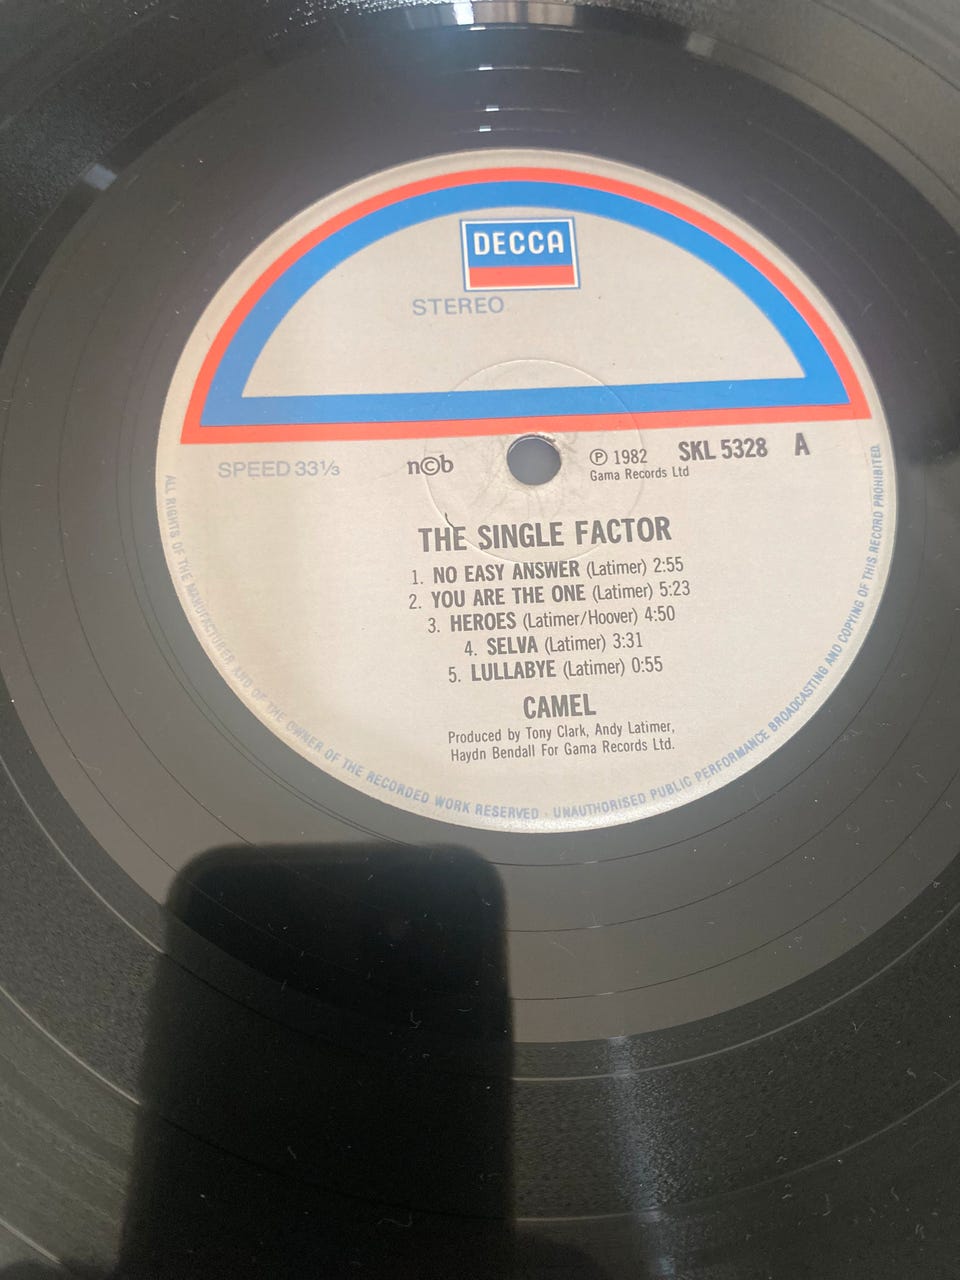 DECCA
STEREO
SPEED 33⅓
n©b
℗ 1982
Gama Records Ltd
SKL 5328 A
THE SINGLE FACTOR
1. NO EASY ANSWER (Latimer) 2:55
2. YOU ARE THE ONE (Latimer) 5:23
3. HEROES (Latimer/Hoover) 4:50
4. SELVA (Latimer) 3:31
5. LULLABYE (Latimer) 0:55
CAMEL
Produced by Tony Clark, Andy Latimer,
Haydn Bendall For Gama Records Ltd.
ALL RIGHTS OF THE MANUFACTURER AND OF THE OWNER OF THE RECORDED WORK RESERVED · UNAUTHORISED PUBLIC PERFORMANCE BROADCASTING AND COPYING OF THIS RECORD PROHIBITED.